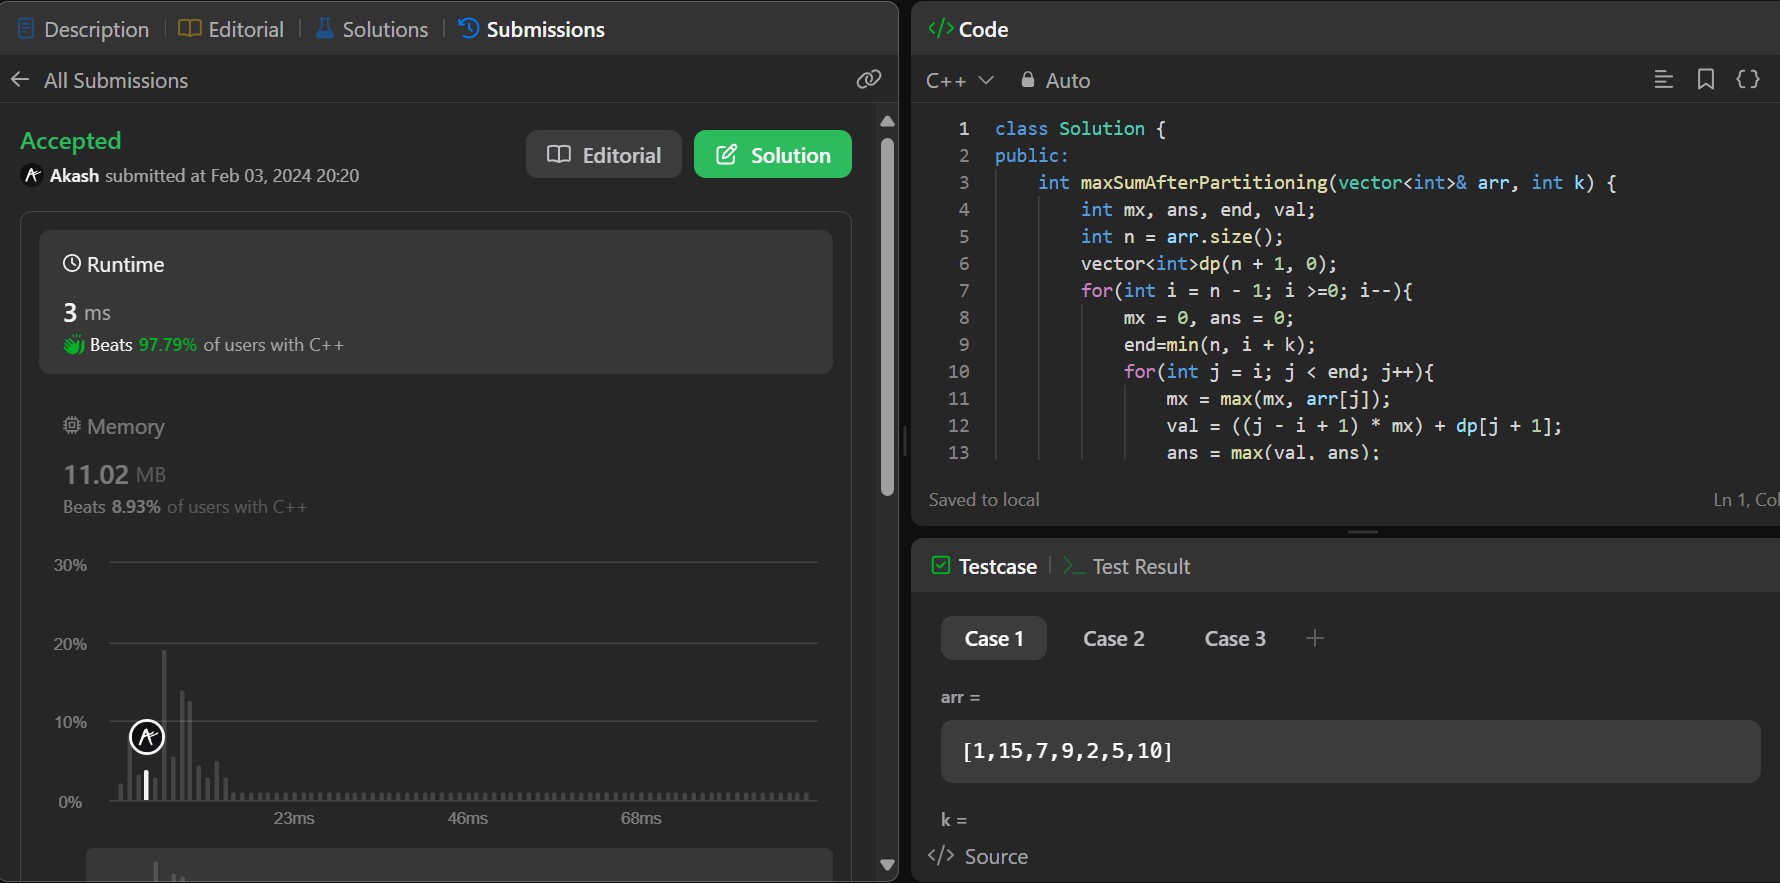 Description Editorial Solutions Submissions
All Submissions
Accepted
Akash submitted at Feb 03, 2024 20:20
Editorial
Solution
Runtime
3 ms
Beats 97.79% of users with C++
Memory
11.02 MB
Beats 8.93% of users with C++
30%
20%
10%
0%
23ms 46ms 68ms
</> Code
C++ Auto
1 class Solution {
2 public:
3 int maxSumAfterPartitioning(vector<int>& arr, int k) {
4 int mx, ans, end, val;
5 int n = arr.size();
6 vector<int>dp(n + 1, 0);
7 for(int i = n - 1; i >=0; i--){
8 mx = 0, ans = 0;
9 end=min(n, i + k);
10 for(int j = i; j < end; j++){
11 mx = max(mx, arr[j]);
12 val = ((j - i + 1) * mx) + dp[j + 1];
13 ans = max(val, ans);
Saved to local
Ln 1, Col
Testcase >_ Test Result
Case 1 Case 2 Case 3 +
arr =
[1,15,7,9,2,5,10]
k =
</> Source